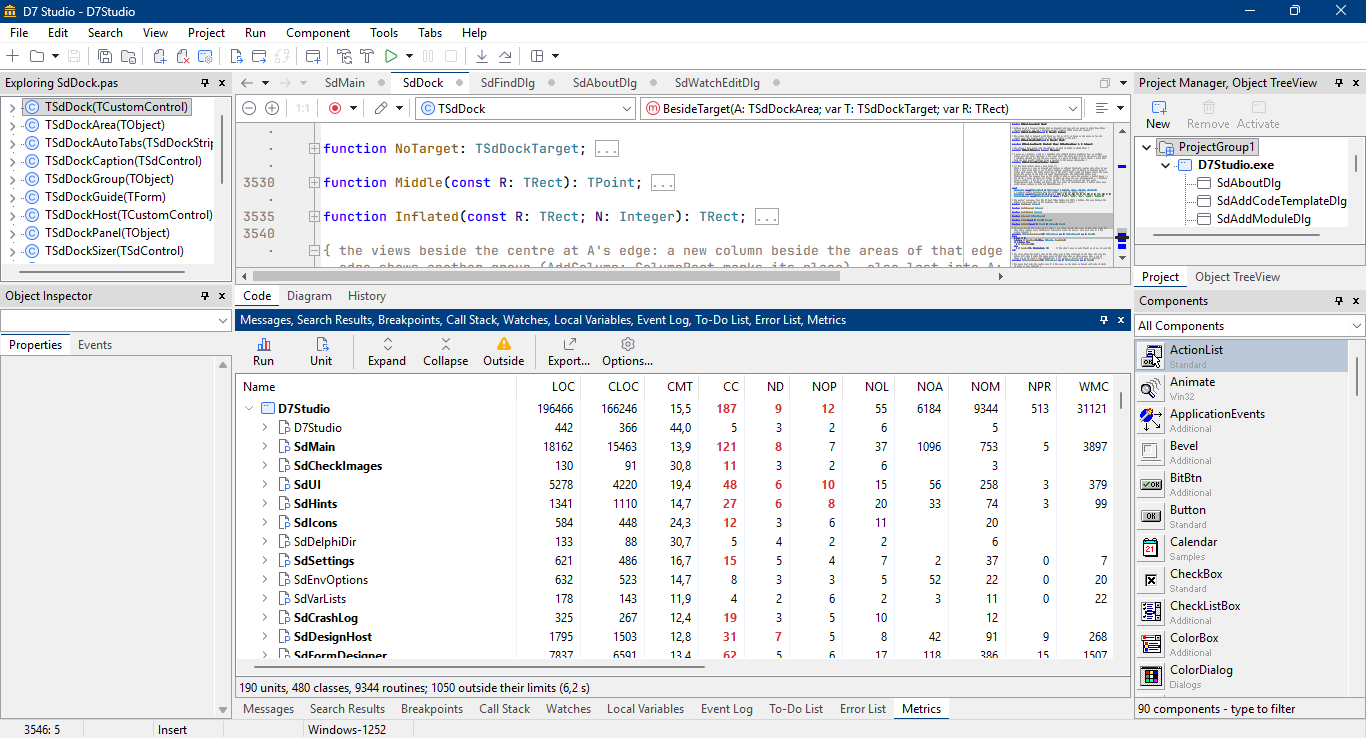 D7 Studio - D7Studio
File Edit Search View Project Run Component Tools Tabs Help
Exploring SdDock.pas
TSdDock(TCustomControl)
TSdDockArea(TObject)
TSdDockAutoTabs(TSdDockStrip
TSdDockCaption(TSdControl)
TSdDockGroup(TObject)
TSdDockGuide(TForm)
TSdDockHost(TCustomControl)
TSdDockPanel(TObject)
TSdDockSizer(TSdControl)
Object Inspector
Properties Events
SdMain SdDock SdFindDlg SdAboutDlg SdWatchEditDlg
1:1 TSdDock BesideTarget(A: TSdDockArea; var T: TSdDockTarget; var R: TRect)
function NoTarget: TSdDockTarget; ...
3530 function Middle(const R: TRect): TPoint; ...
3535 function Inflated(const R: TRect; N: Integer): TRect; ...
3540
{ the views beside the centre at A's edge: a new column beside the areas of that edge
Code Diagram History
Messages, Search Results, Breakpoints, Call Stack, Watches, Local Variables, Event Log, To-Do List, Error List, Metrics
Run Unit Expand Collapse Outside Export... Options...
Name LOC CLOC CMT CC ND NOP NOL NOA NOM NPR WMC
D7Studio 196466 166246 15,5 187 9 12 55 6184 9344 513 31121
D7Studio 442 366 44,0 5 3 2 6 5
SdMain 18162 15463 13,9 121 8 7 37 1096 753 5 3897
SdCheckImages 130 91 30,8 11 3 2 6 3
SdUI 5278 4220 19,4 48 6 10 15 56 258 3 379
SdHints 1341 1110 14,7 27 6 8 20 33 74 3 99
SdIcons 584 448 24,3 12 3 6 11 20
SdDelphiDir 133 88 30,7 5 4 2 2 6
SdSettings 621 486 16,7 15 5 4 7 2 37 0 7
SdEnvOptions 632 523 14,7 8 3 3 5 52 22 0 20
SdVarLists 178 143 11,9 4 2 6 2 3 11 0 22
SdCrashLog 325 267 12,4 19 3 5 10 12
SdDesignHost 1795 1503 12,8 31 7 5 8 42 91 9 268
SdFormDesigner 7837 6591 13,4 62 5 6 17 118 386 15 1507
190 units, 480 classes, 9344 routines; 1050 outside their limits (6,2 s)
Messages Search Results Breakpoints Call Stack Watches Local Variables Event Log To-Do List Error List Metrics
Project Manager, Object TreeView
New Remove Activate
ProjectGroup1
D7Studio.exe
SdAboutDlg
SdAddCodeTemplateDlg
SdAddModuleDlg
Project Object TreeView
Components
All Components
ActionList
Standard
Animate
Win32
ApplicationEvents
Additional
Bevel
Additional
BitBtn
Additional
Button
Standard
Calendar
Samples
CheckBox
Standard
CheckListBox
Additional
ColorBox
Additional
ColorDialog
Dialogs
90 components - type to filter
3546: 5 Insert Windows-1252